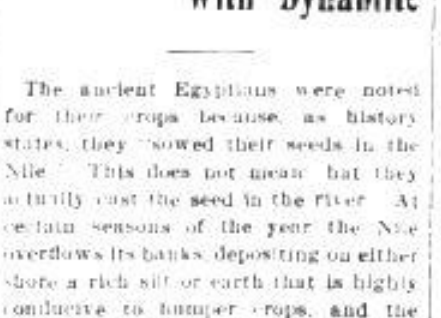 with Dynamite
The ancient Egyptians were noted
for their crops because, as history
states, they "sowed their seeds in the
Nile." This does not mean that they
actually cast the seed in the river. At
certain seasons of the year the Nile
overflows its banks, depositing on either
shore a rich silt or earth that is highly
conducive to bumper crops, and the